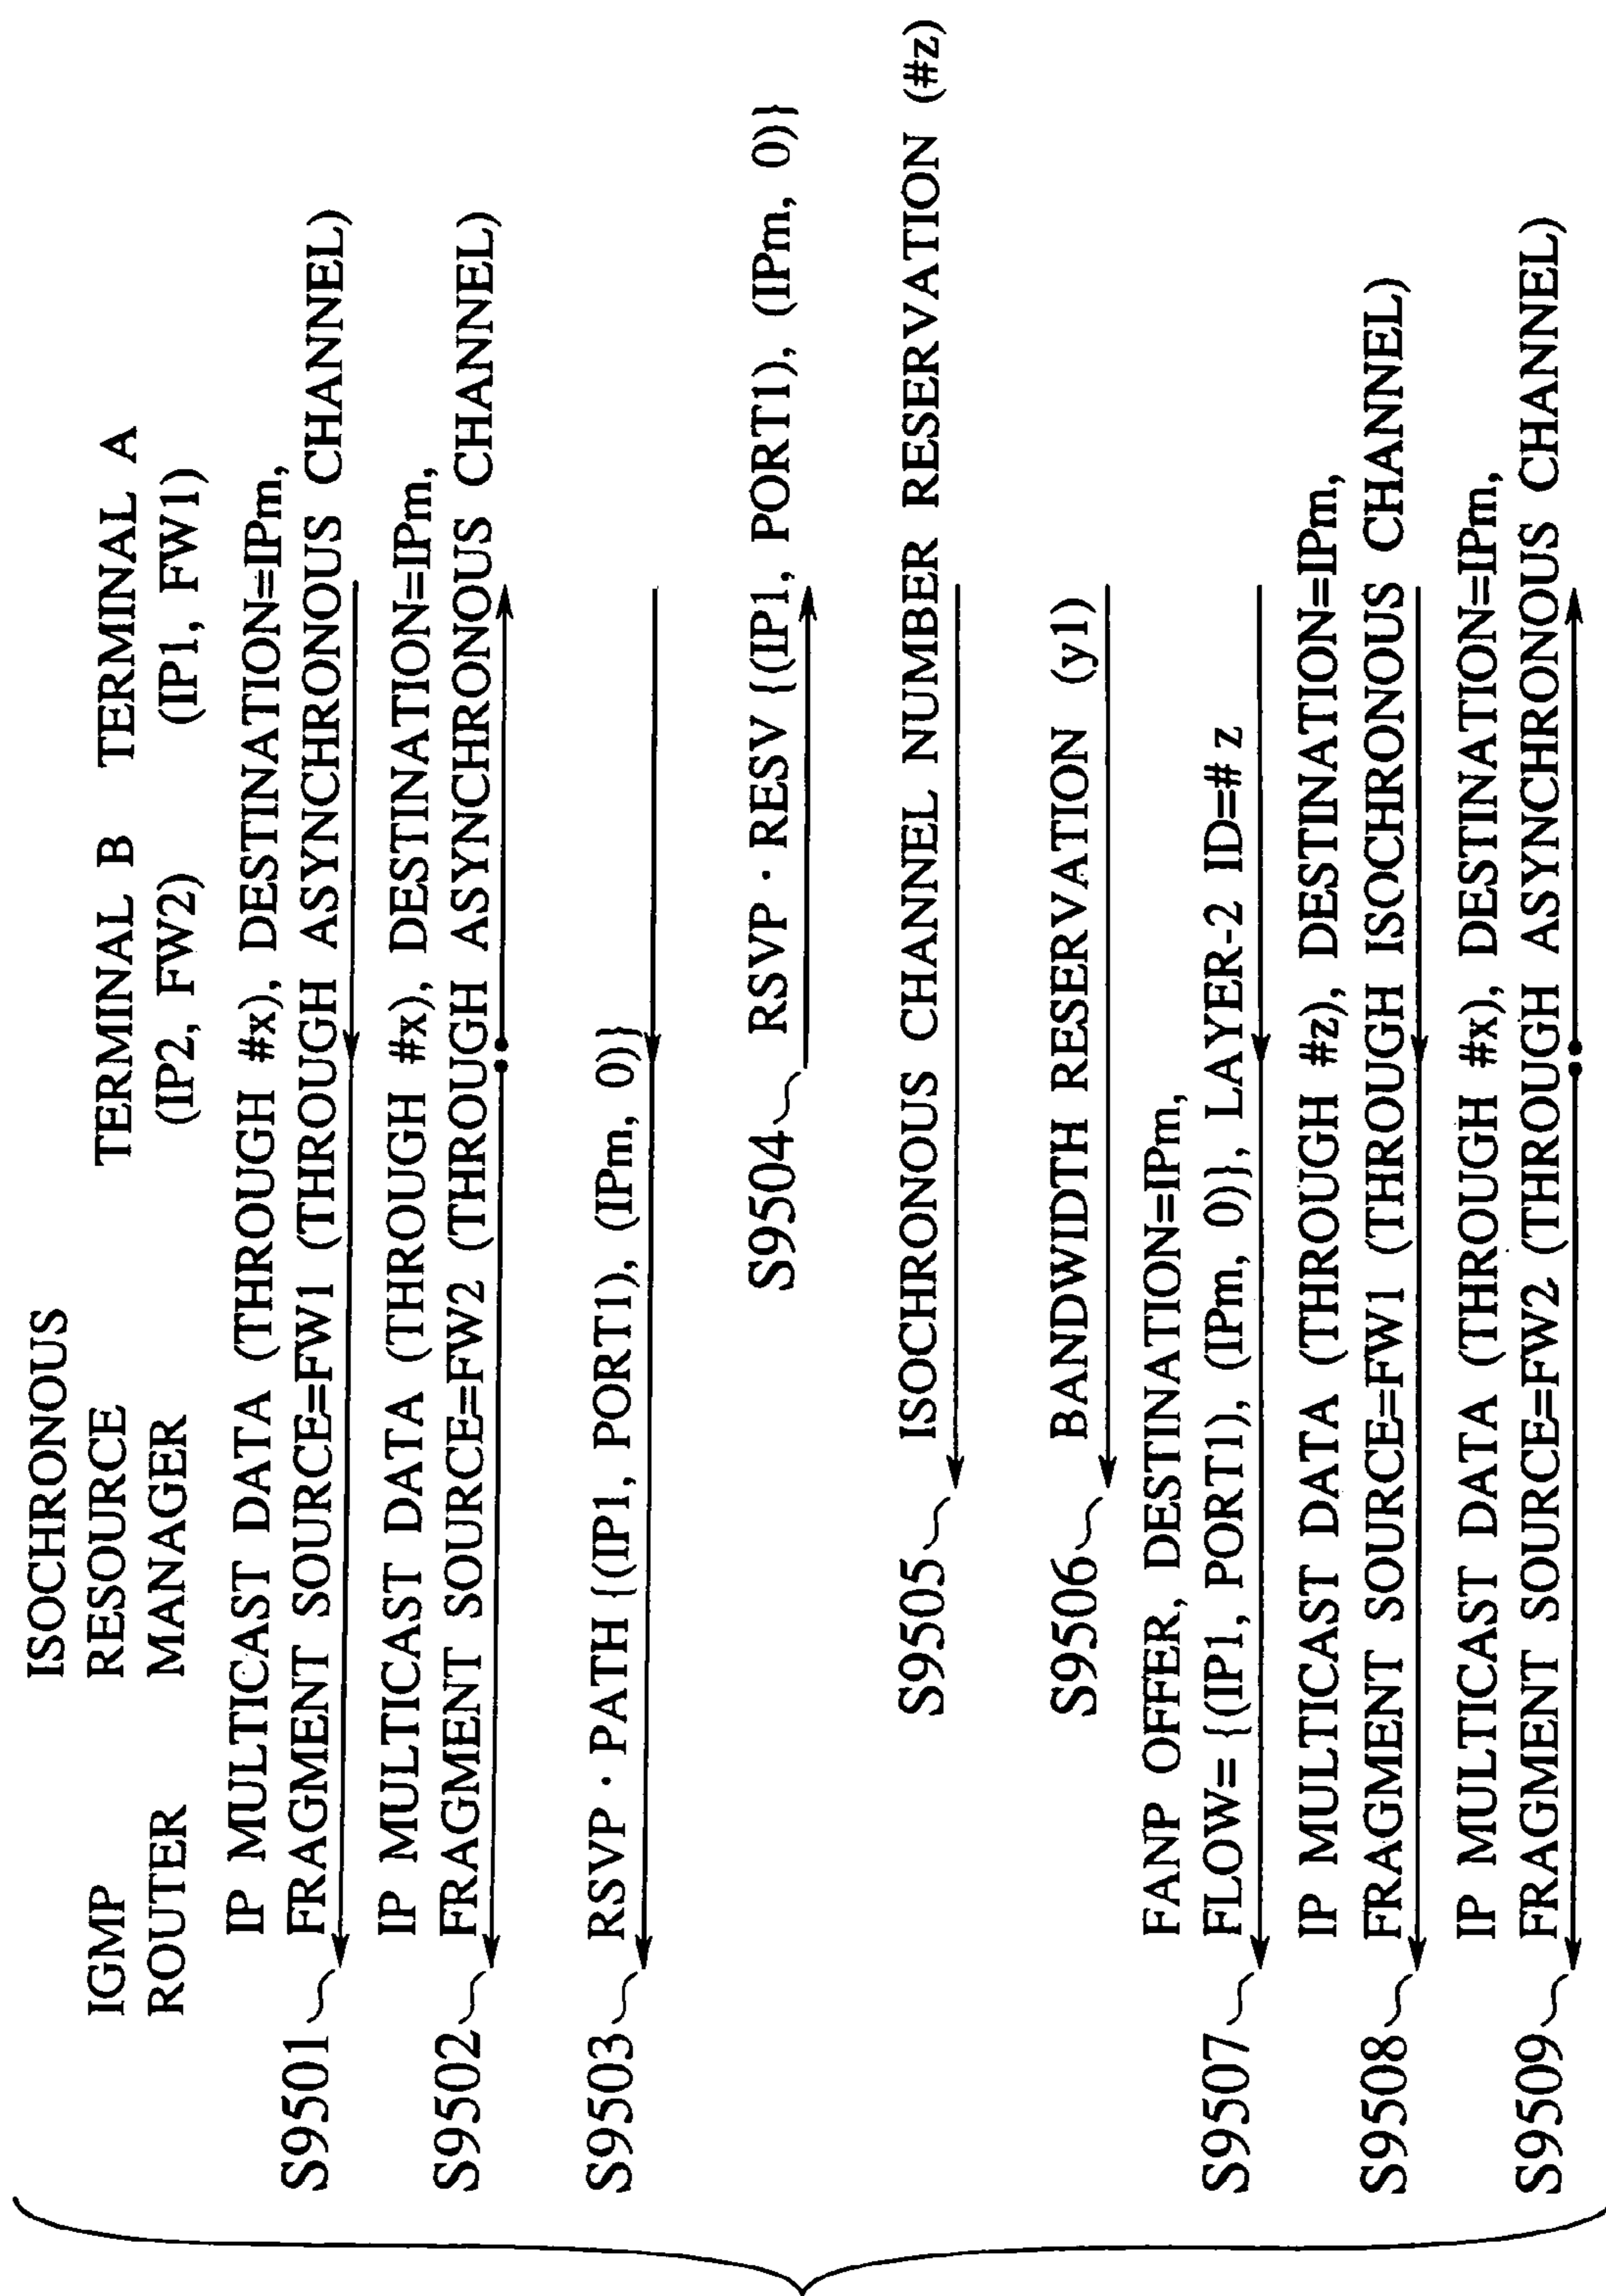 IGMP
ROUTER
ISOCHRONOUS
RESOURCE
MANAGER
TERMINAL B
(IP2, FW2)
TERMINAL A
(IP1, FW1)
S9501
IP MULTICAST DATA (THROUGH #x), DESTINATION=IPm,
FRAGMENT SOURCE=FW1 (THROUGH ASYNCHRONOUS CHANNEL)
S9502
IP MULTICAST DATA (THROUGH #x), DESTINATION=IPm,
FRAGMENT SOURCE=FW2 (THROUGH ASYNCHRONOUS CHANNEL)
S9503
RSVP · PATH {(IP1, PORT1), (IPm, 0)}
S9504
RSVP · RESV {(IP1, PORT1), (IPm, 0)}
S9505
ISOCHRONOUS CHANNEL NUMBER RESERVATION (#z)
S9506
BANDWIDTH RESERVATION (y1)
S9507
FANP OFFER, DESTINATION=IPm,
FLOW= {(IP1, PORT1), (IPm, 0)}, LAYER-2 ID=# z
S9508
IP MULTICAST DATA (THROUGH #z), DESTINATION=IPm,
FRAGMENT SOURCE=FW1 (THROUGH ISOCHRONOUS CHANNEL)
S9509
IP MULTICAST DATA (THROUGH #x), DESTINATION=IPm,
FRAGMENT SOURCE=FW2 (THROUGH ASYNCHRONOUS CHANNEL)